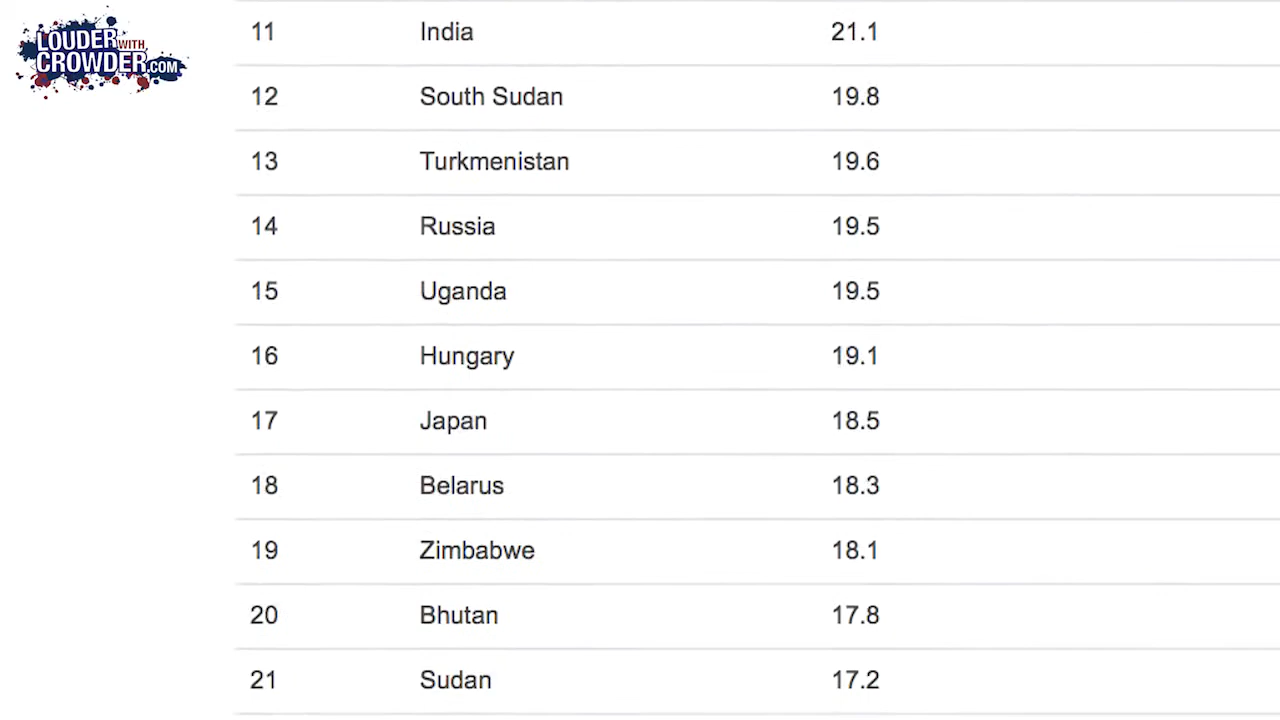 LOUDER WITH
CROWDER.COM
11 India 21.1
12 South Sudan 19.8
13 Turkmenistan 19.6
14 Russia 19.5
15 Uganda 19.5
16 Hungary 19.1
17 Japan 18.5
18 Belarus 18.3
19 Zimbabwe 18.1
20 Bhutan 17.8
21 Sudan 17.2